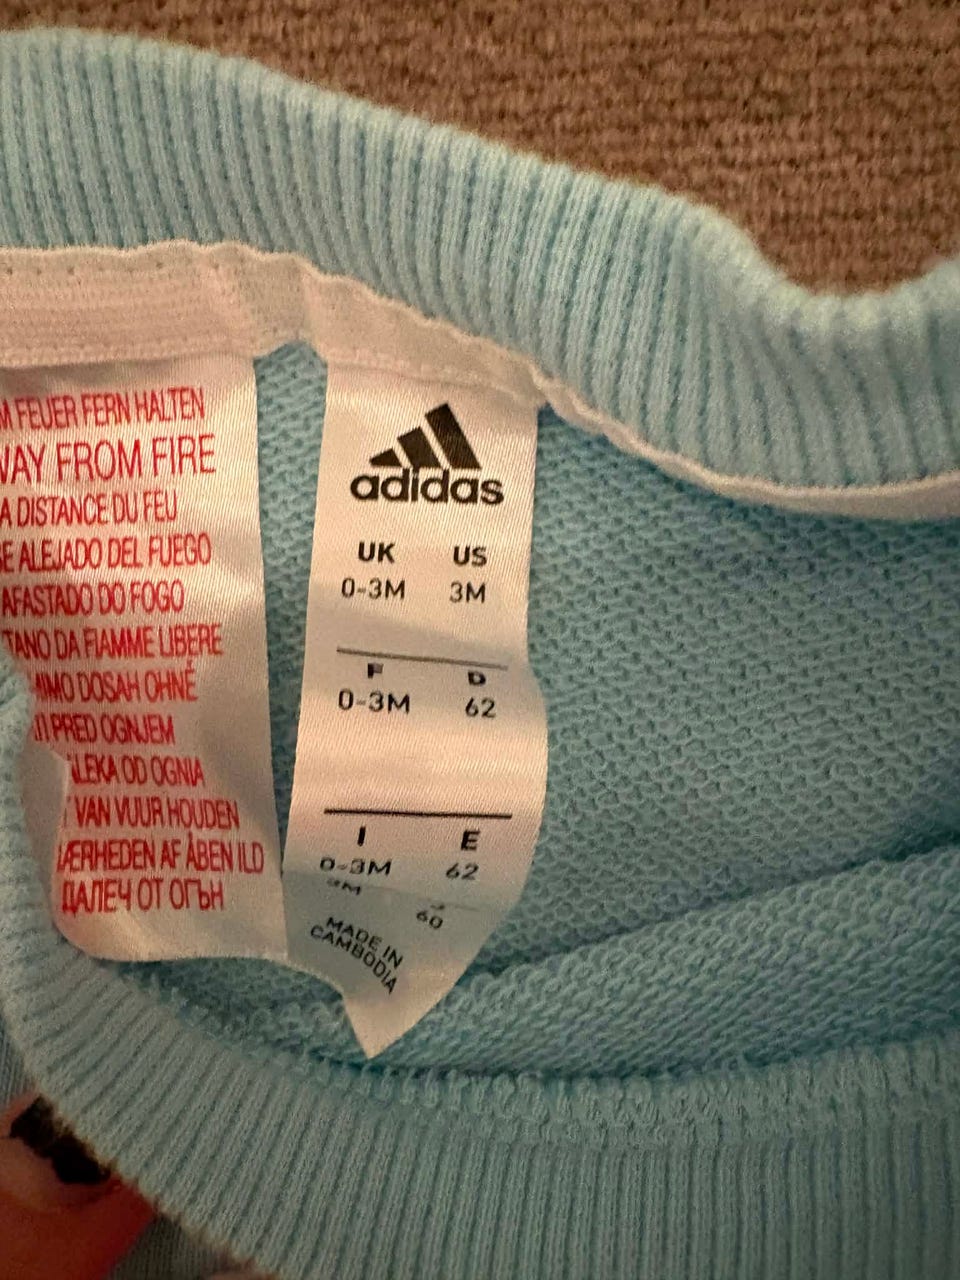 M FEUER FERN HALTEN
WAY FROM FIRE
A DISTANCE DU FEU
SE ALEJADO DEL FUEGO
AFASTADO DO FOGO
TANO DA FIAMME LIBERE
MIMO DOSAH OHNĚ
PRED OGNJEM
ALEKA OD OGNIA
VAN VUUR HOUDEN
ÆRHEDEN AF ÅBEN ILD
ДАЛЕЧ ОТ ОГЪН
adidas
UK US
0-3M 3M
F D
0-3M 62
I E
0-3M 62
3M
60
MADE IN
CAMBODIA